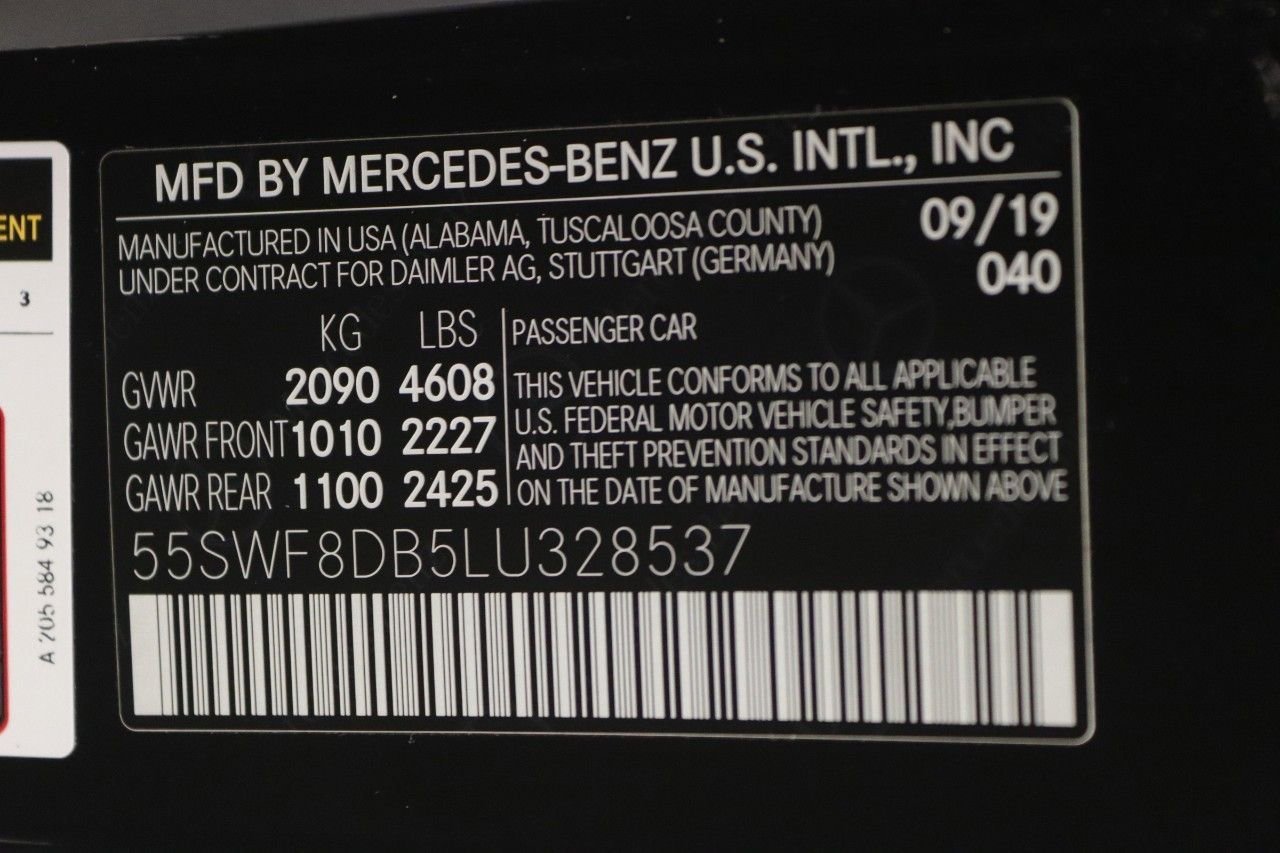 ENT
3
A 205 584 93 18
MFD BY MERCEDES-BENZ U.S. INTL., INC
MANUFACTURED IN USA (ALABAMA, TUSCALOOSA COUNTY) 09/19
UNDER CONTRACT FOR DAIMLER AG, STUTTGART (GERMANY) 040
KG LBS PASSENGER CAR
GVWR 2090 4608 THIS VEHICLE CONFORMS TO ALL APPLICABLE
U.S. FEDERAL MOTOR VEHICLE SAFETY,BUMPER
GAWR FRONT 1010 2227 AND THEFT PREVENTION STANDARDS IN EFFECT
GAWR REAR 1100 2425 ON THE DATE OF MANUFACTURE SHOWN ABOVE
55SWF8DB5LU328537